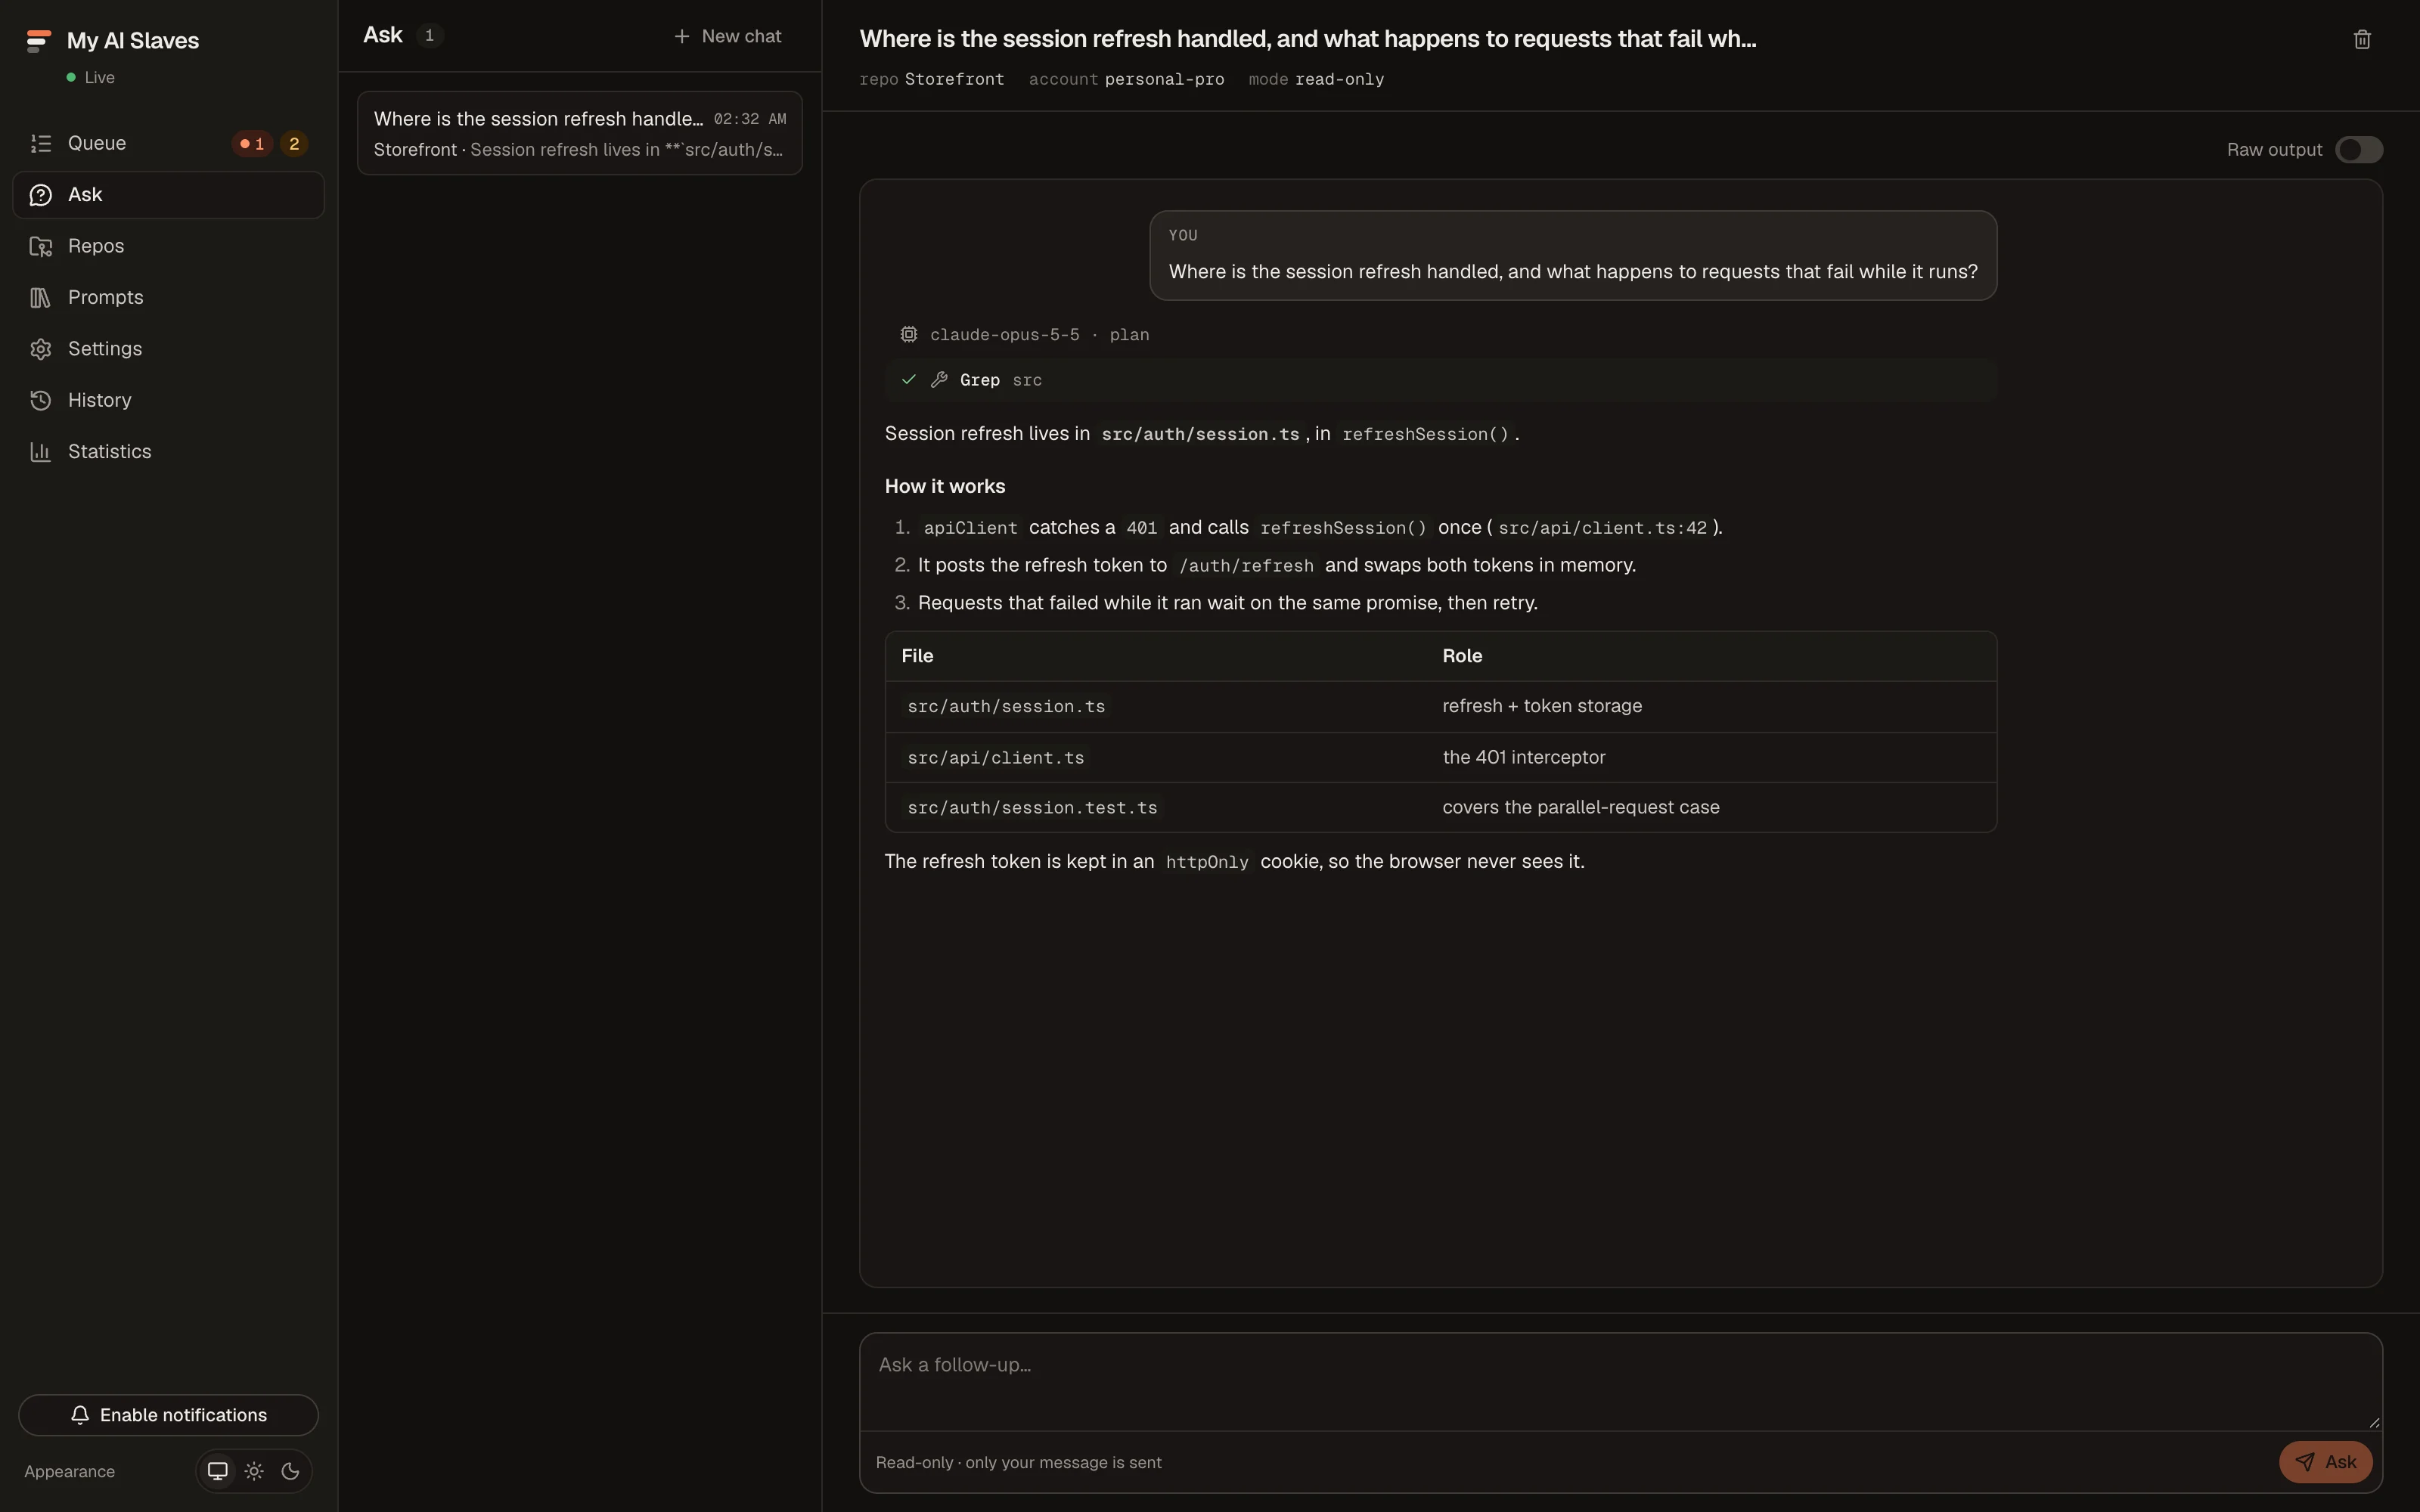 My AI Slaves
Live
Queue 1 2
Ask
Repos
Prompts
Settings
History
Statistics
Enable notifications
Appearance
Ask 1
New chat
Where is the session refresh handle... 02:32 AM
Storefront · Session refresh lives in **`src/auth/s...
Where is the session refresh handled, and what happens to requests that fail wh...
repo Storefront account personal-pro mode read-only
Raw output
YOU
Where is the session refresh handled, and what happens to requests that fail while it runs?
claude-opus-5-5 · plan
Grep src
Session refresh lives in src/auth/session.ts, in refreshSession().
How it works
1. apiClient catches a 401 and calls refreshSession() once (src/api/client.ts:42).
2. It posts the refresh token to /auth/refresh and swaps both tokens in memory.
3. Requests that failed while it ran wait on the same promise, then retry.
File Role
src/auth/session.ts refresh + token storage
src/api/client.ts the 401 interceptor
src/auth/session.test.ts covers the parallel-request case
The refresh token is kept in an httpOnly cookie, so the browser never sees it.
Ask a follow-up...
Read-only · only your message is sent
Ask